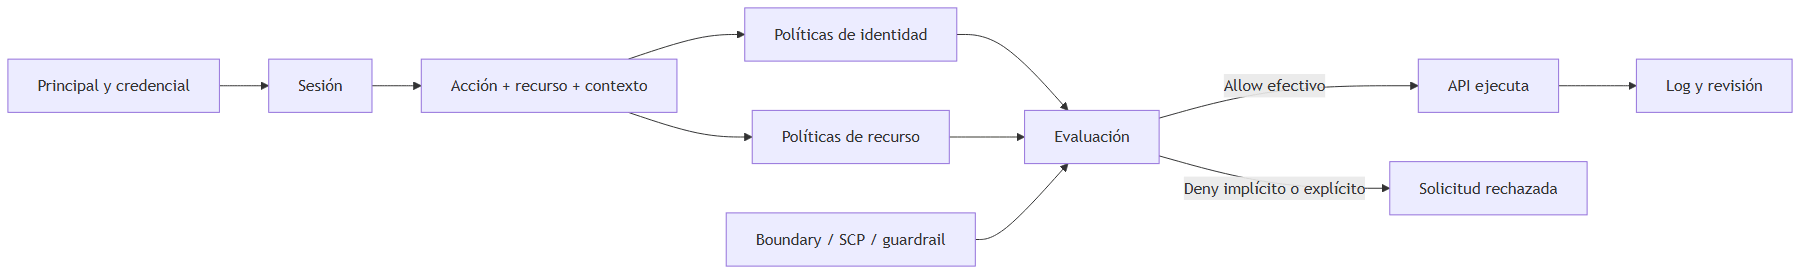 Principal y credencial
Sesión
Acción + recurso + contexto
Políticas de identidad
Políticas de recurso
Boundary / SCP / guardrail
Evaluación
Allow efectivo
Deny implícito o explícito
API ejecuta
Solicitud rechazada
Log y revisión